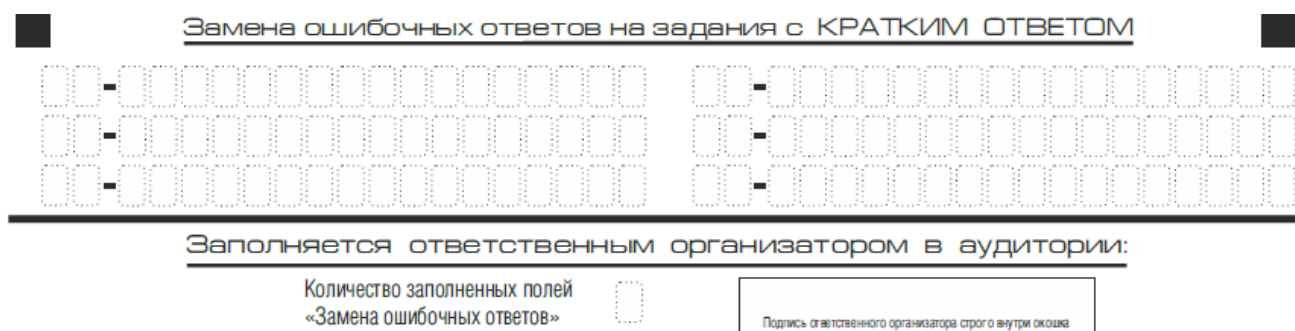 Замена ошибочных ответов на задания с КРАТКИМ ОТВЕТОМ
Заполняется ответственным организатором в аудитории:
Количество заполненных полей
«Замена ошибочных ответов»
Подпись ответственного организатора строго внутри окошка